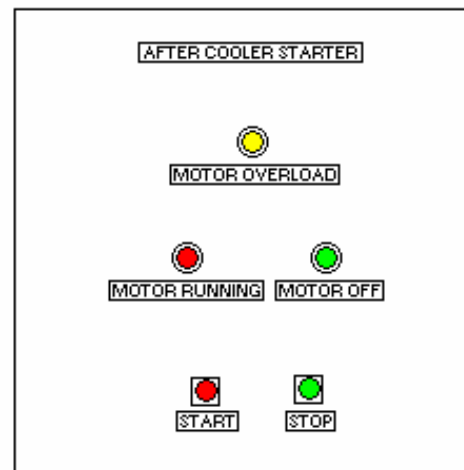 AFTER COOLER STARTER
MOTOR OVERLOAD
MOTOR RUNNING MOTOR OFF
START STOP